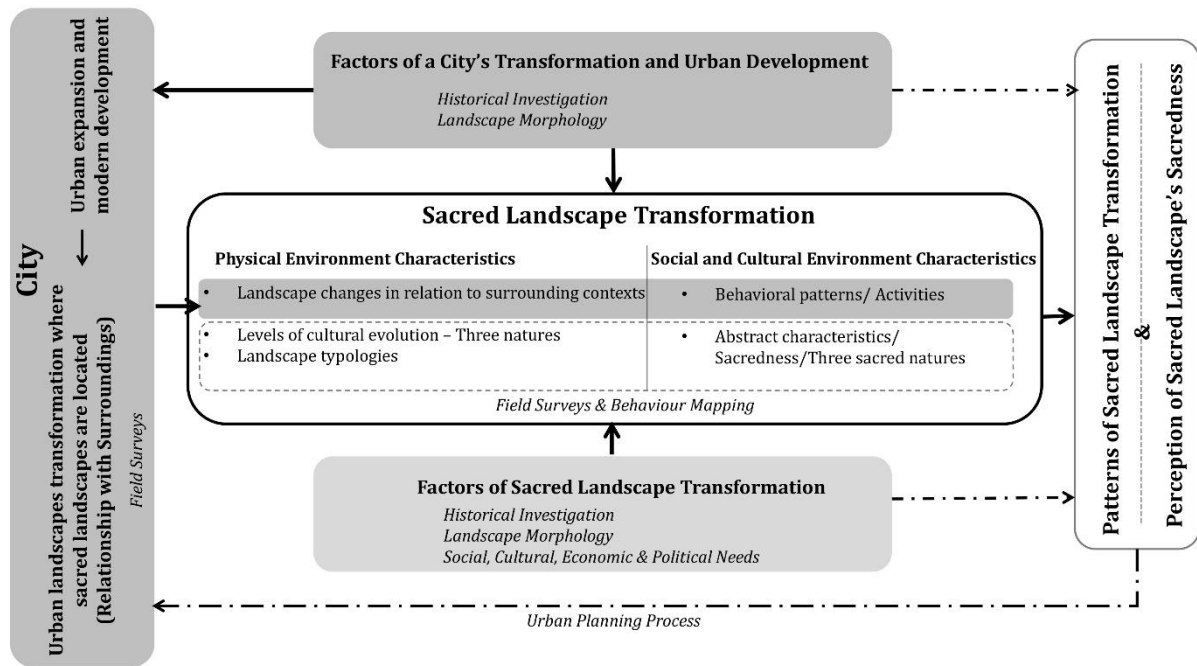 City
Urban expansion and
modern development
Urban landscapes transformation where
sacred landscapes are located
(Relationship with Surroundings)
Field Surveys
Factors of a City's Transformation and Urban Development
Historical Investigation
Landscape Morphology
Sacred Landscape Transformation
Physical Environment Characteristics
Social and Cultural Environment Characteristics
• Landscape changes in relation to surrounding contexts
• Behavioral patterns/ Activities
• Levels of cultural evolution – Three natures
• Landscape typologies
• Abstract characteristics/
Sacredness/Three sacred natures
Field Surveys & Behaviour Mapping
Factors of Sacred Landscape Transformation
Historical Investigation
Landscape Morphology
Social, Cultural, Economic & Political Needs
Patterns of Sacred Landscape Transformation
&
Perception of Sacred Landscape's Sacredness
Urban Planning Process